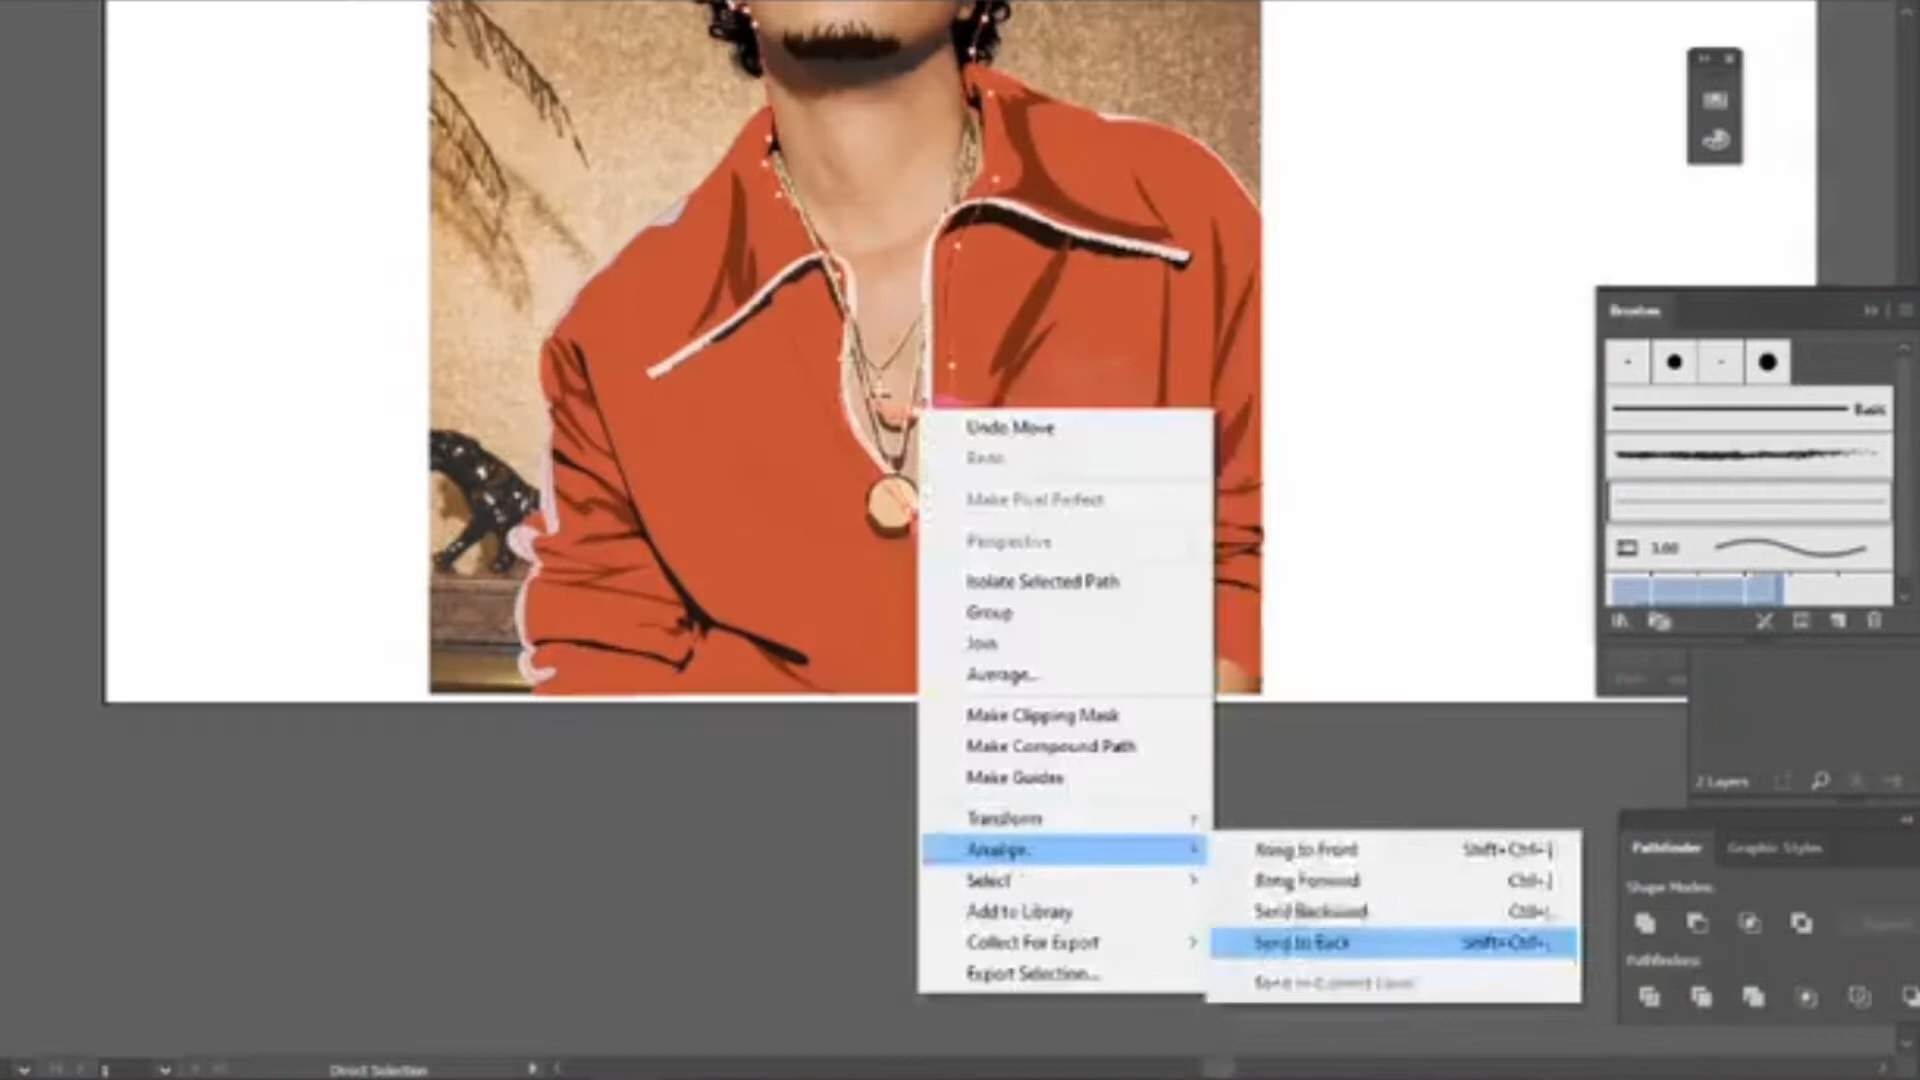 Brushes
Basic
3.00
Undo Move
Redo
Make Pixel Perfect
Perspective
Isolate Selected Path
Group
Join
Average...
Make Clipping Mask
Make Compound Path
Make Guides
Transform
Arrange
Select
Add to Library
Collect For Export
Export Selection...
Bring to Front Shift+Ctrl+]
Bring Forward Ctrl+]
Send Backward Ctrl+[
Send to Back Shift+Ctrl+[
Send to Current Layer
2 Layers
Pathfinder Graphic Styles
Shape Modes:
Pathfinders:
1
Direct Selection